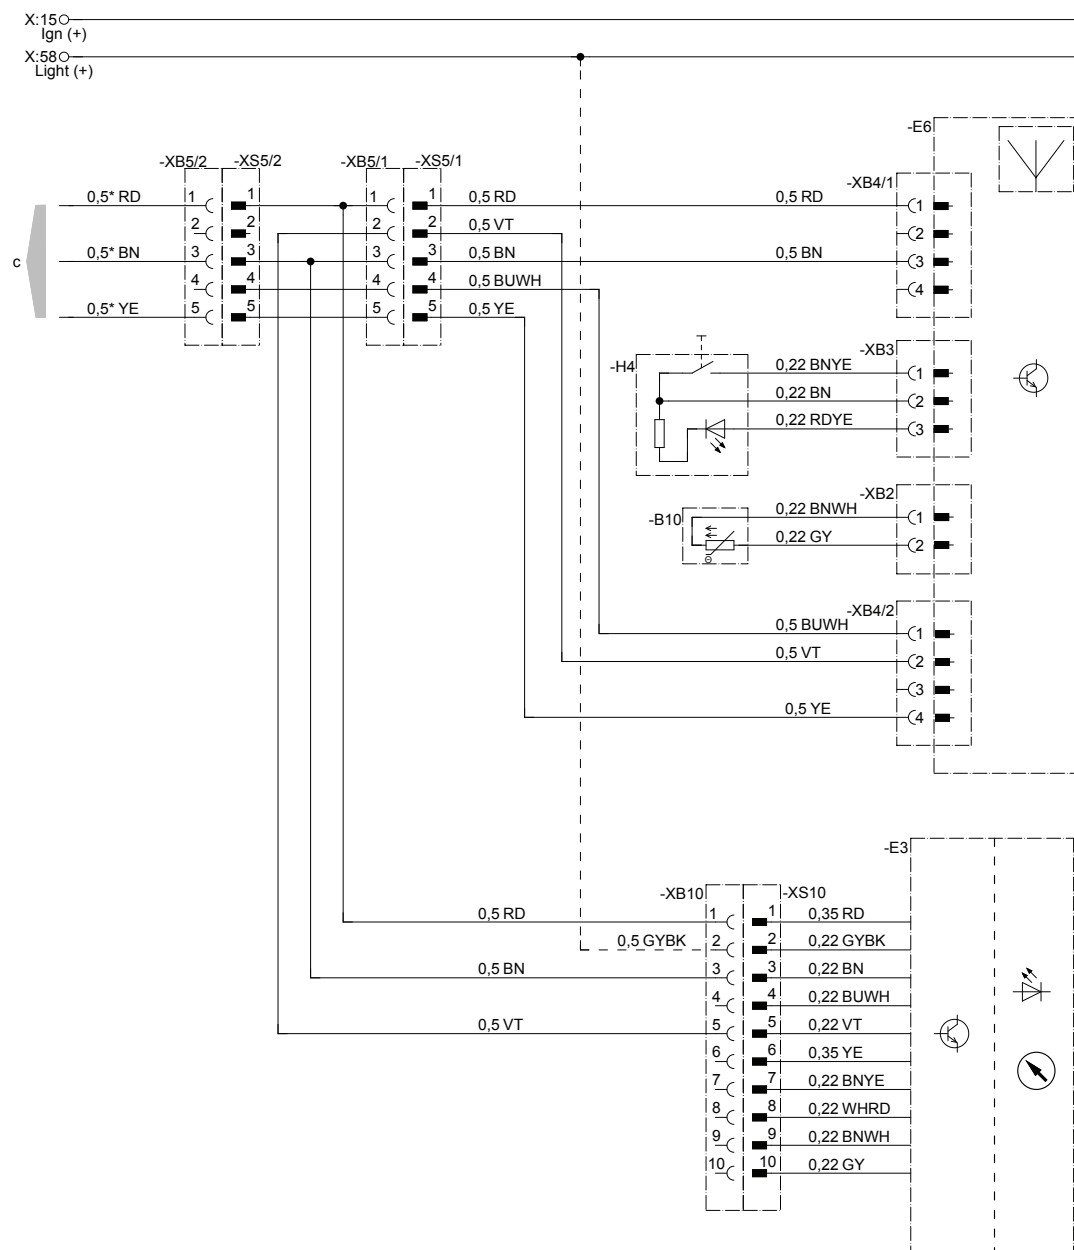 X:15
Ign (+)
X:58
Light (+)
-E6
-XB5/2 -XS5/2 -XB5/1 -XS5/1
-XB4/1
0,5* RD 1 1 1 1 0,5 RD 0,5 RD 1
2 2 2 2 0,5 VT 2
c 0,5* BN 3 3 3 3 0,5 BN 0,5 BN 3
4 4 4 4 0,5 BUWH 4
0,5* YE 5 5 5 5 0,5 YE
-XB3
-H4 0,22 BNYE 1
0,22 BN 2
0,22 RDYE 3
-XB2
-B10 0,22 BNWH 1
0,22 GY 2
Θ
-XB4/2
0,5 BUWH 1
0,5 VT 2
3
0,5 YE 4
-E3
-XB10 -XS10
0,5 RD 1 1 0,35 RD
0,5 GYBK 2 2 0,22 GYBK
0,5 BN 3 3 0,22 BN
4 4 0,22 BUWH
0,5 VT 5 5 0,22 VT
6 6 0,35 YE
7 7 0,22 BNYE
8 8 0,22 WHRD
9 9 0,22 BNWH
10 10 0,22 GY